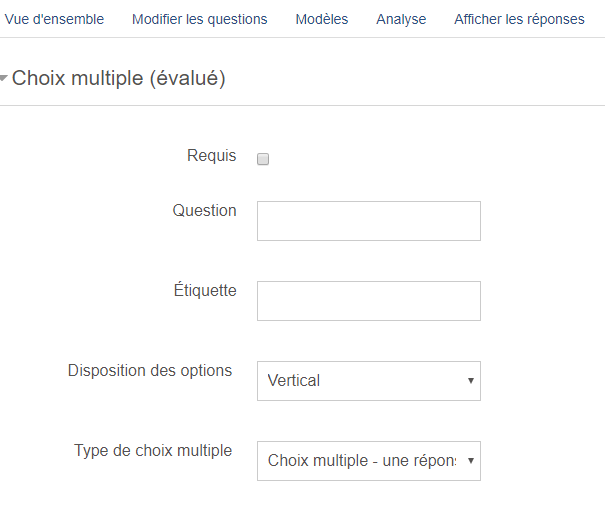 Vue d'ensemble Modifier les questions Modèles Analyse Afficher les réponses
Choix multiple (évalué)
Requis
Question
Étiquette
Disposition des options Vertical
Type de choix multiple Choix multiple - une répons